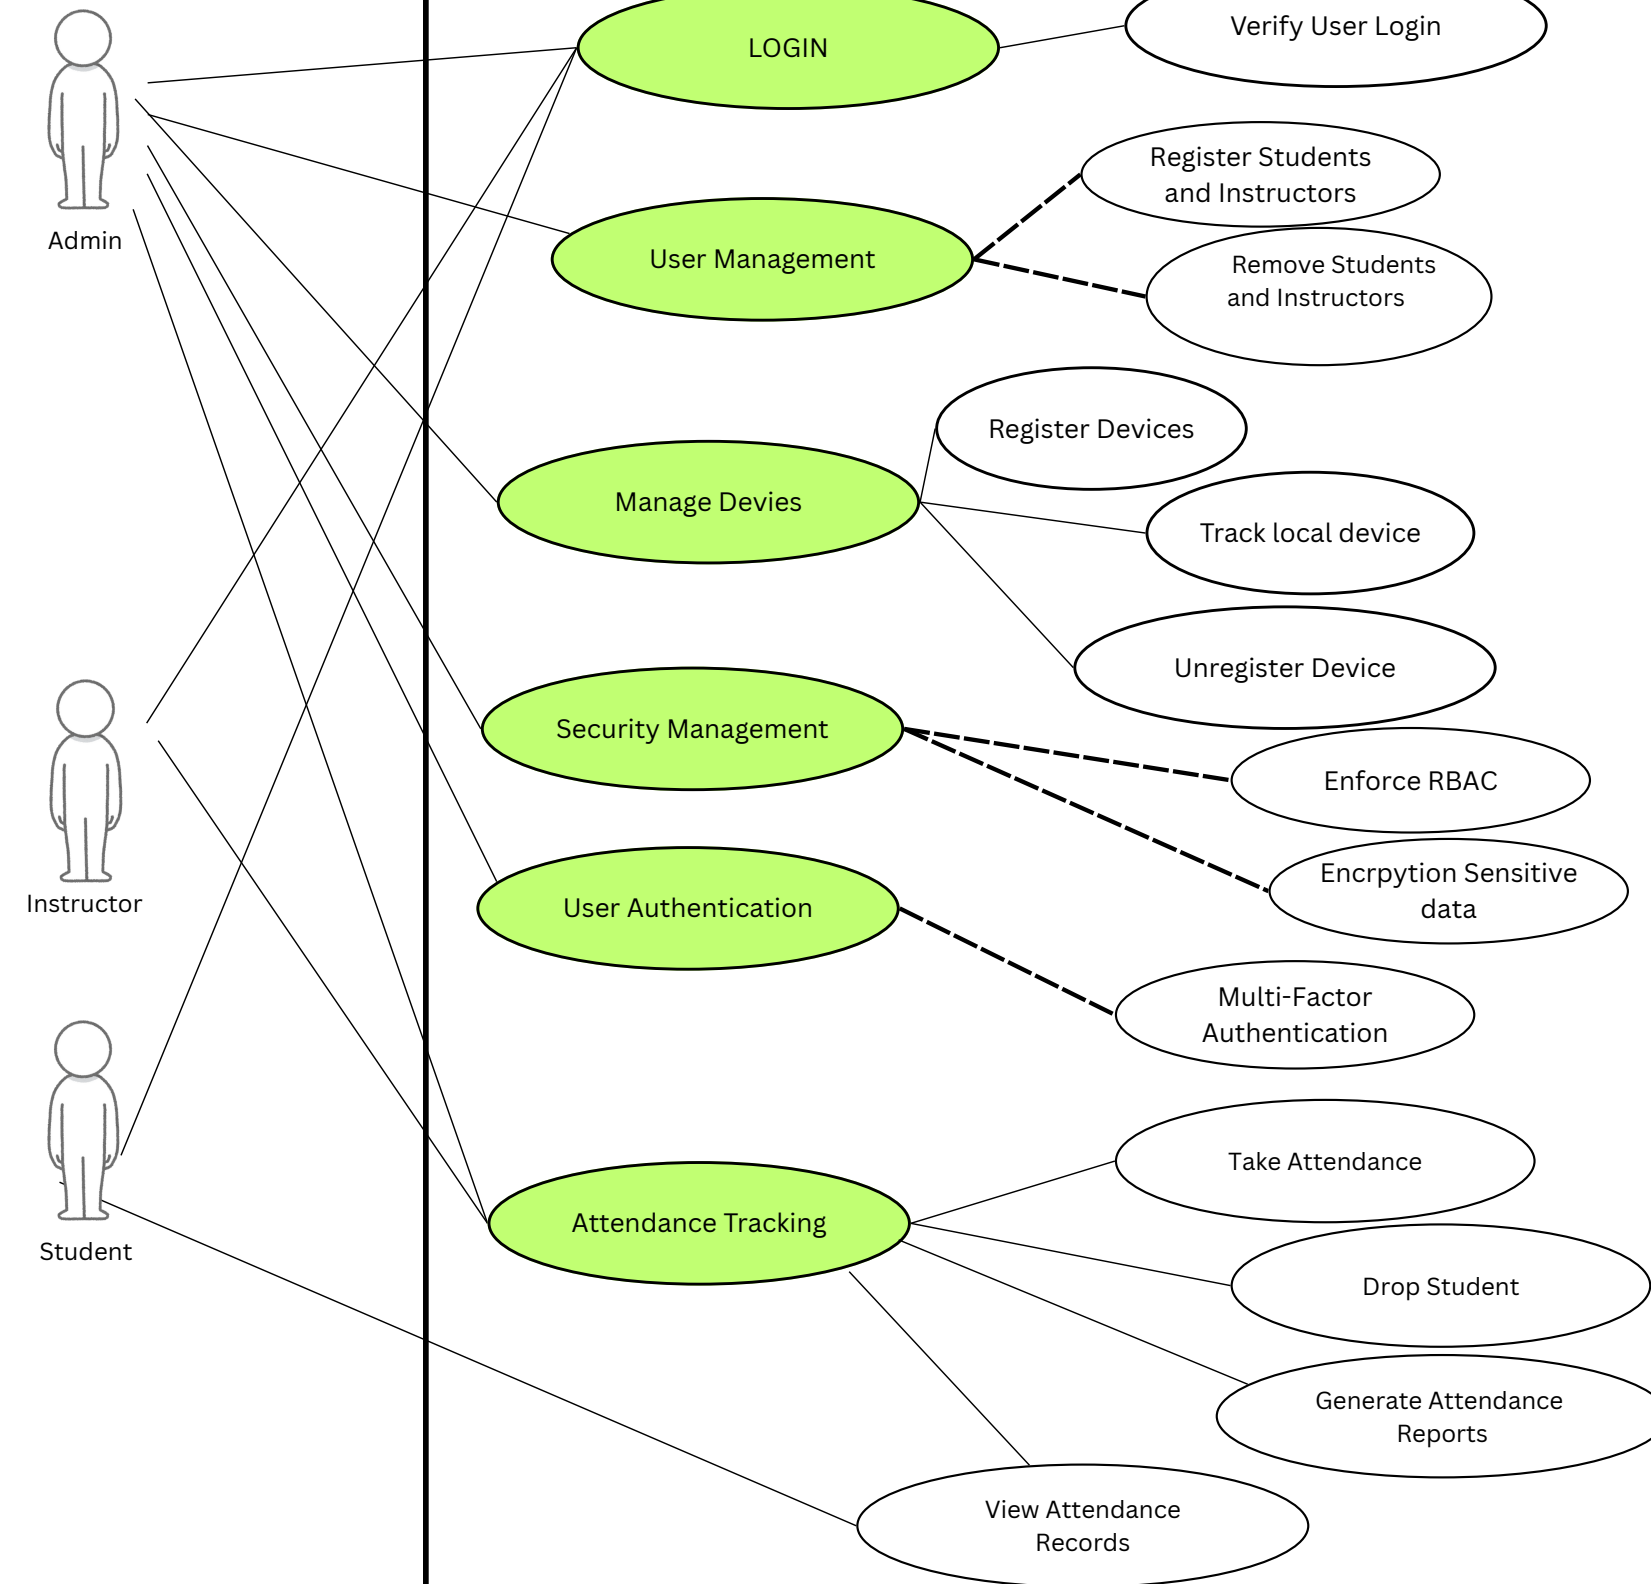 LOGIN
Verify User Login
Register Students
and Instructors
Admin
User Management
Remove Students
and Instructors
Register Devices
Manage Devies
Track local device
Unregister Device
Security Management
Enforce RBAC
Encrpytion Sensitive
data
Instructor
User Authentication
Multi-Factor
Authentication
Take Attendance
Attendance Tracking
Student
Drop Student
Generate Attendance
Reports
View Attendance
Records